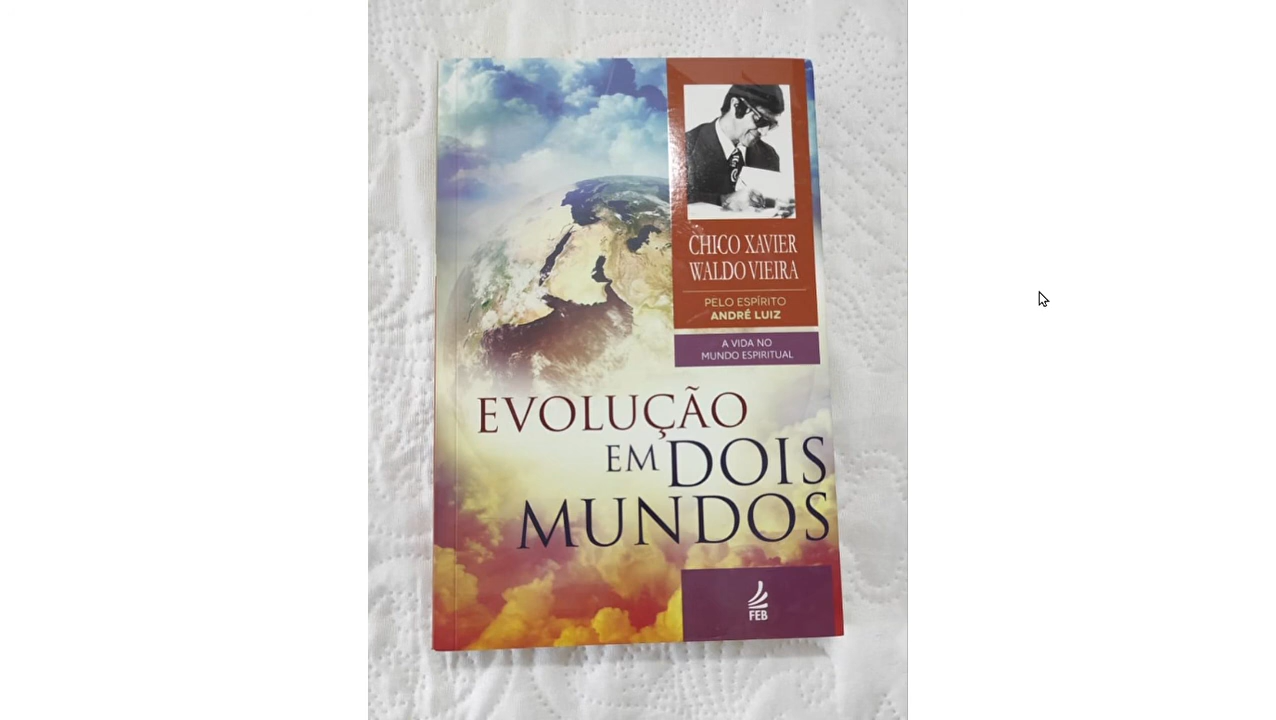 CHICO XAVIER
WALDO VIEIRA
PELO ESPÍRITO
ANDRÉ LUIZ
A VIDA NO
MUNDO ESPIRITUAL
EVOLUÇÃO
EM DOIS
MUNDOS
FEB